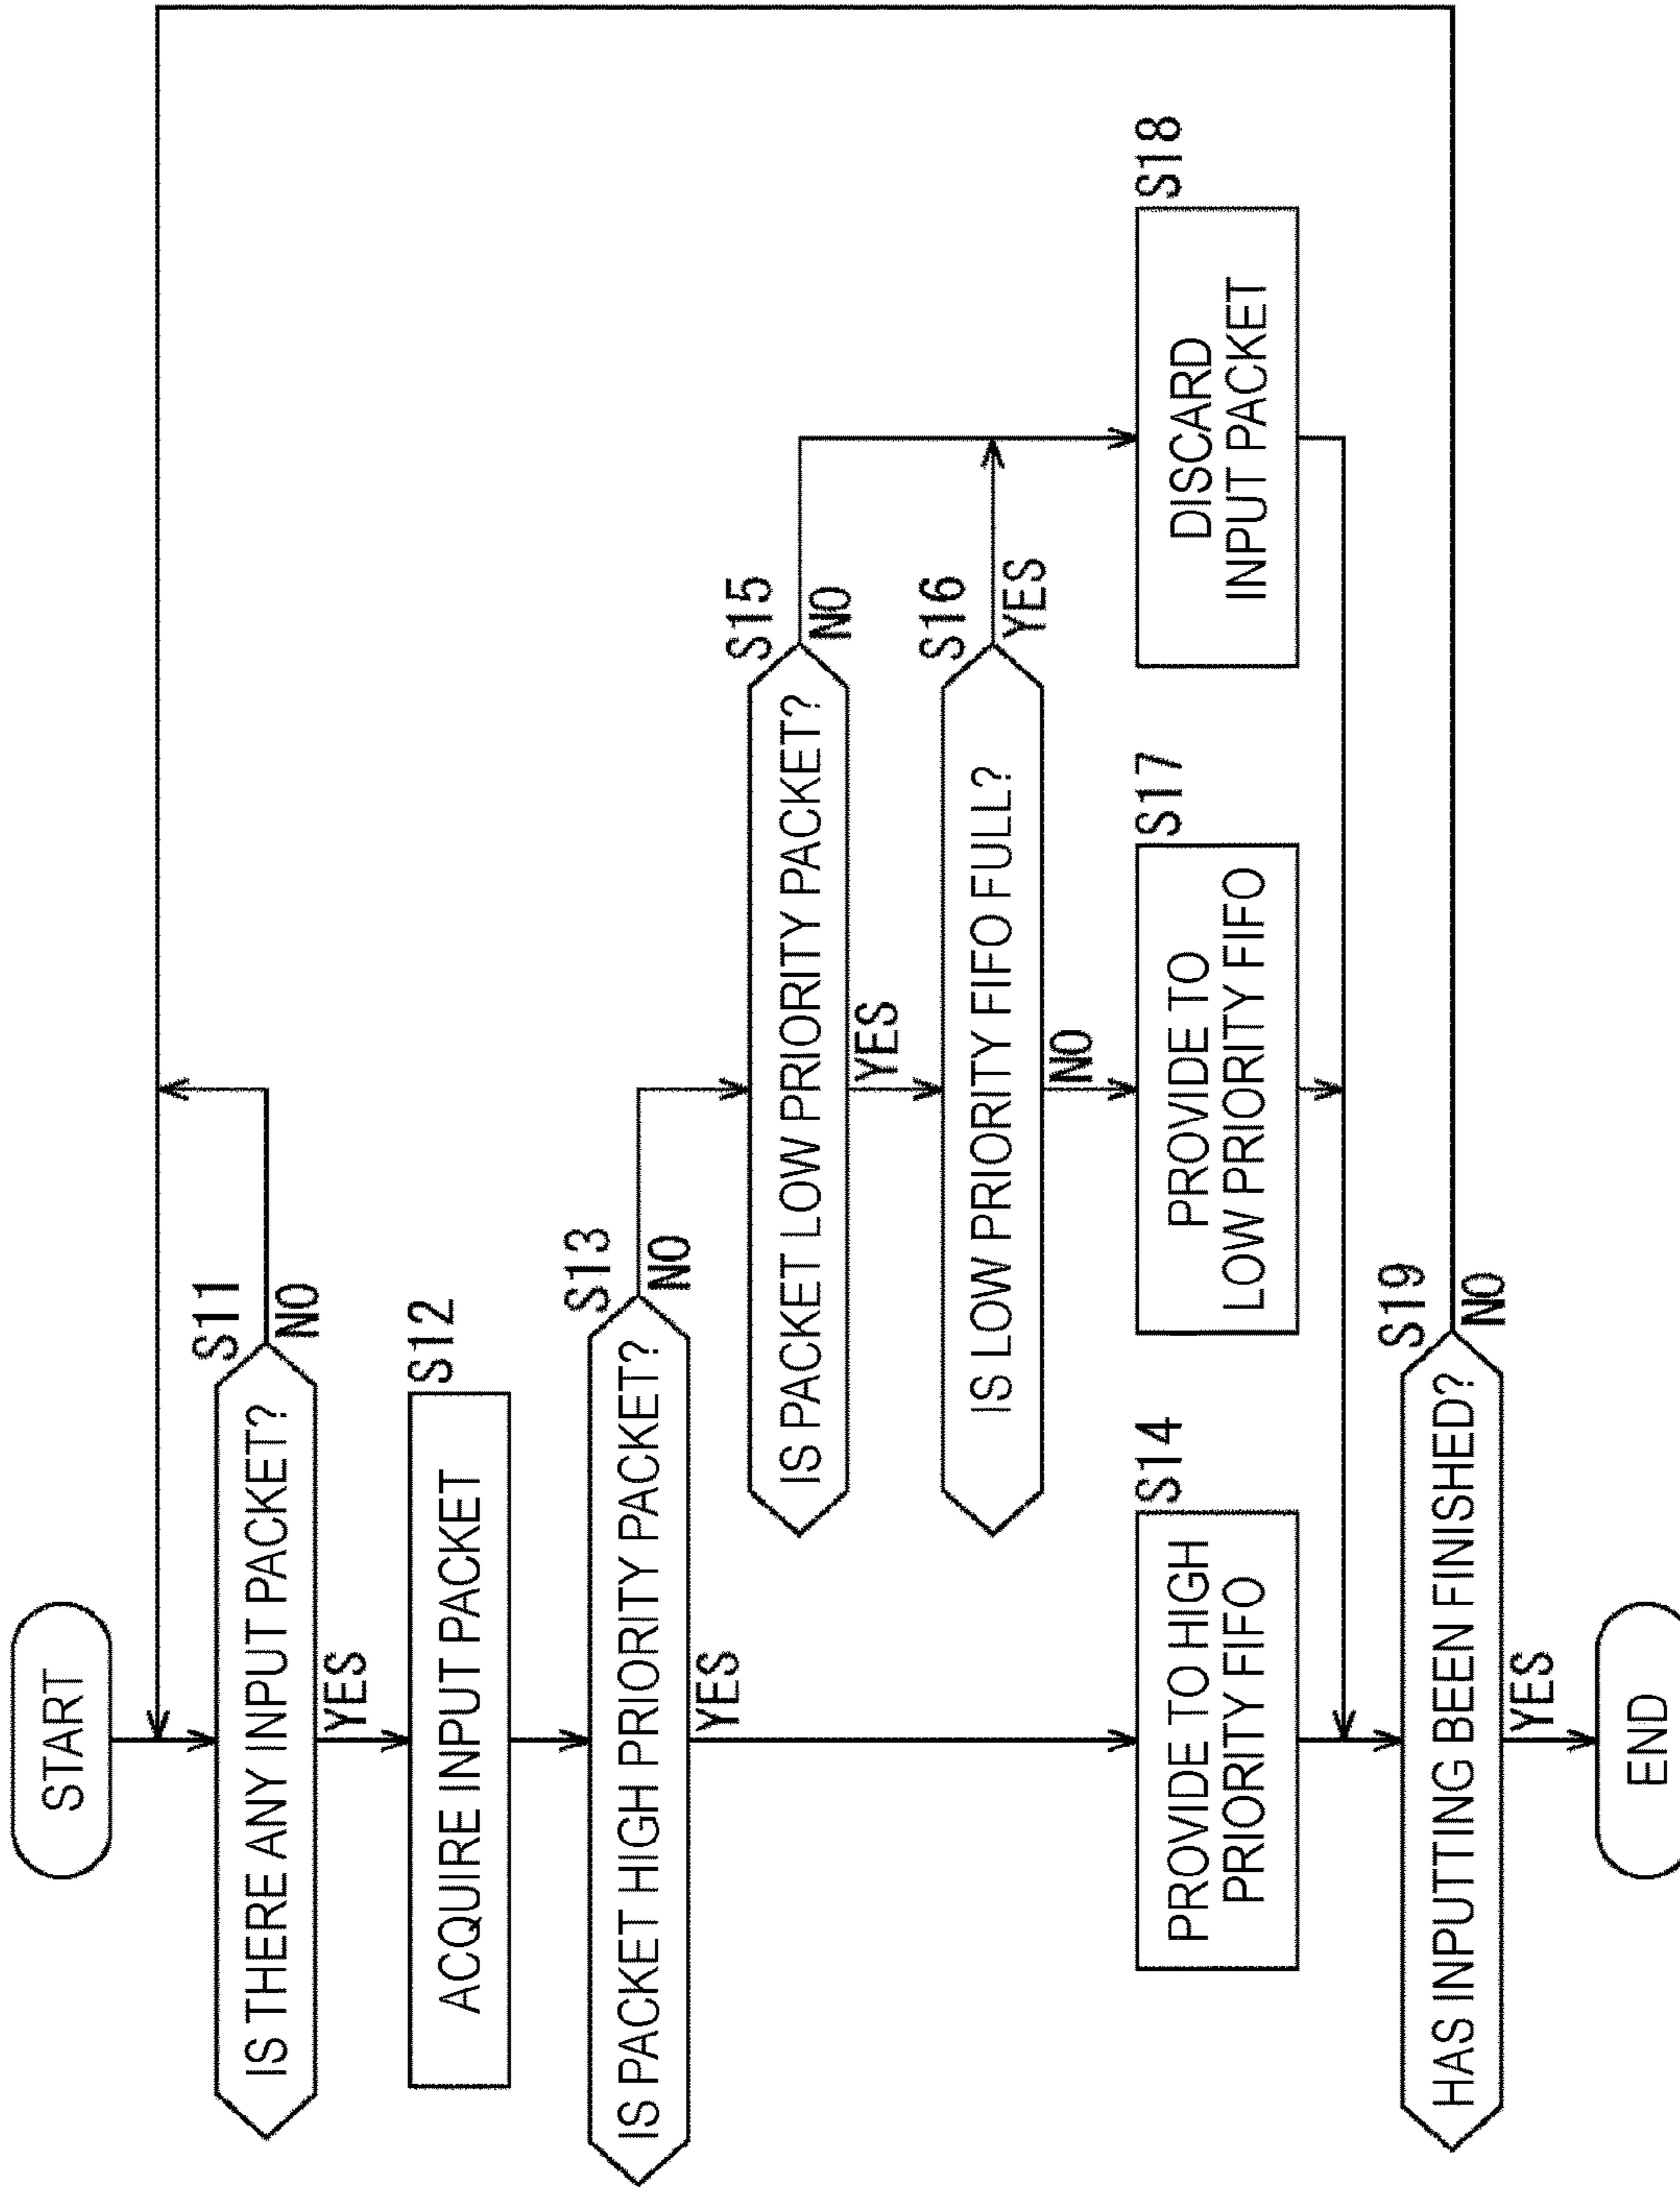 START
IS THERE ANY INPUT PACKET?
S11
NO
YES
ACQUIRE INPUT PACKET
S12
IS PACKET HIGH PRIORITY PACKET?
S13
NO
YES
IS PACKET LOW PRIORITY PACKET?
S15
NO
YES
IS LOW PRIORITY FIFO FULL?
S16
YES
NO
PROVIDE TO HIGH
PRIORITY FIFO
S14
PROVIDE TO
LOW PRIORITY FIFO
S17
DISCARD
INPUT PACKET
S18
HAS INPUTTING BEEN FINISHED?
S19
NO
YES
END